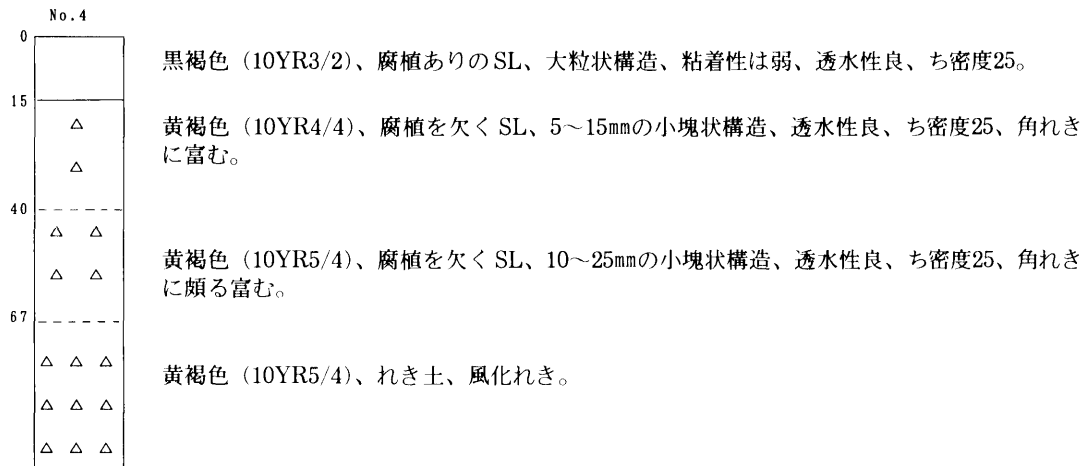 No.4
0
黒褐色（10YR3/2）、腐植ありのSL、大粒状構造、粘着性は弱、透水性良、ち密度25。
15
黄褐色（10YR4/4）、腐植を欠くSL、5〜15mmの小塊状構造、透水性良、ち密度25、角れき
に富む。
40
黄褐色（10YR5/4）、腐植を欠くSL、10〜25mmの小塊状構造、透水性良、ち密度25、角れき
に頗る富む。
67
黄褐色（10YR5/4）、れき土、風化れき。